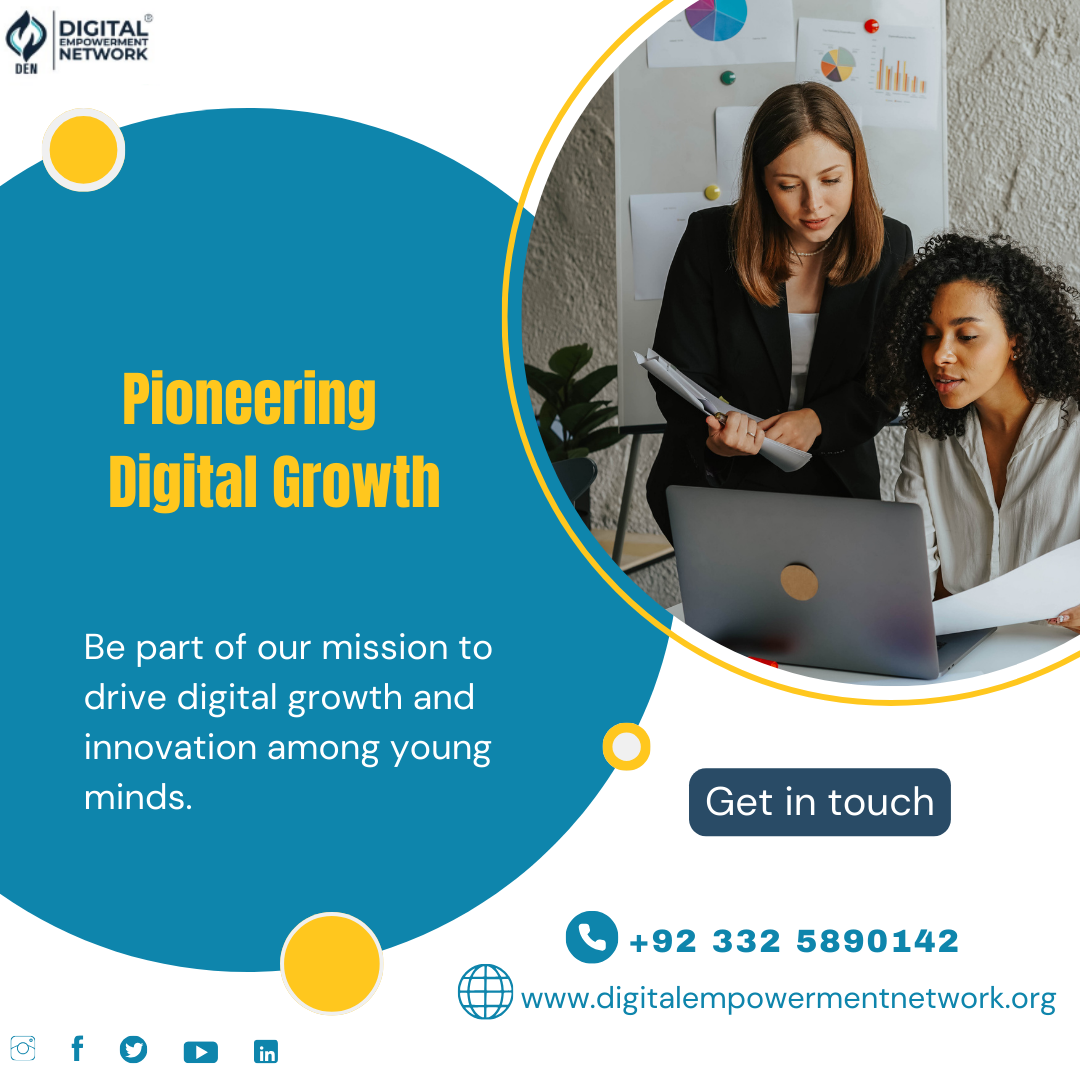 DIGITAL®
EMPOWERMENT
NETWORK
DEN
Pioneering
Digital Growth
Be part of our mission to
drive digital growth and
innovation among young
minds.
Get in touch
+92 332 5890142
www.digitalempowermentnetwork.org